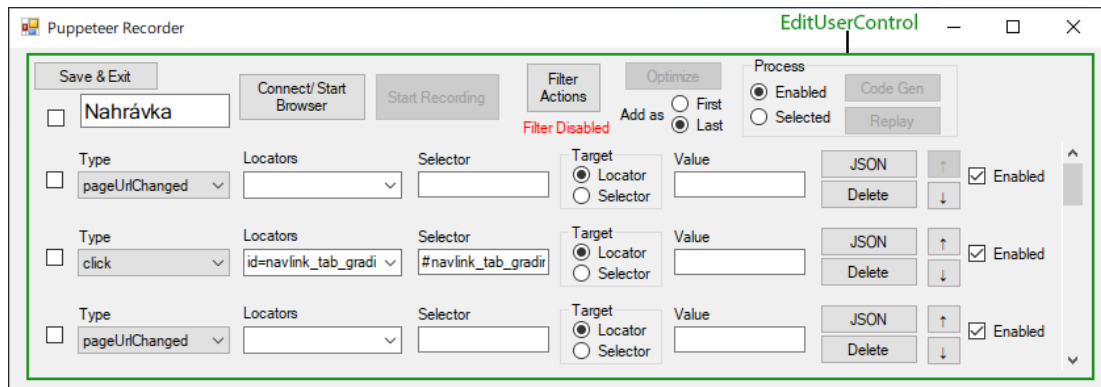 EditUserControl
Puppeteer Recorder
Save & Exit
Nahrávka
Connect/ Start
Browser
Start Recording
Filter
Actions
Filter Disabled
Optimize
Add as
First
Last
Process
Enabled
Selected
Code Gen
Replay
Type
Locators
Selector
Target
Value
pageUrlChanged
Locator
Selector
JSON
Delete
↑
↓
Enabled
Type
Locators
Selector
Target
Value
click
id=navlink_tab_gradi
#navlink_tab_gradir
Locator
Selector
JSON
Delete
↑
↓
Enabled
Type
Locators
Selector
Target
Value
pageUrlChanged
Locator
Selector
JSON
Delete
↑
↓
Enabled